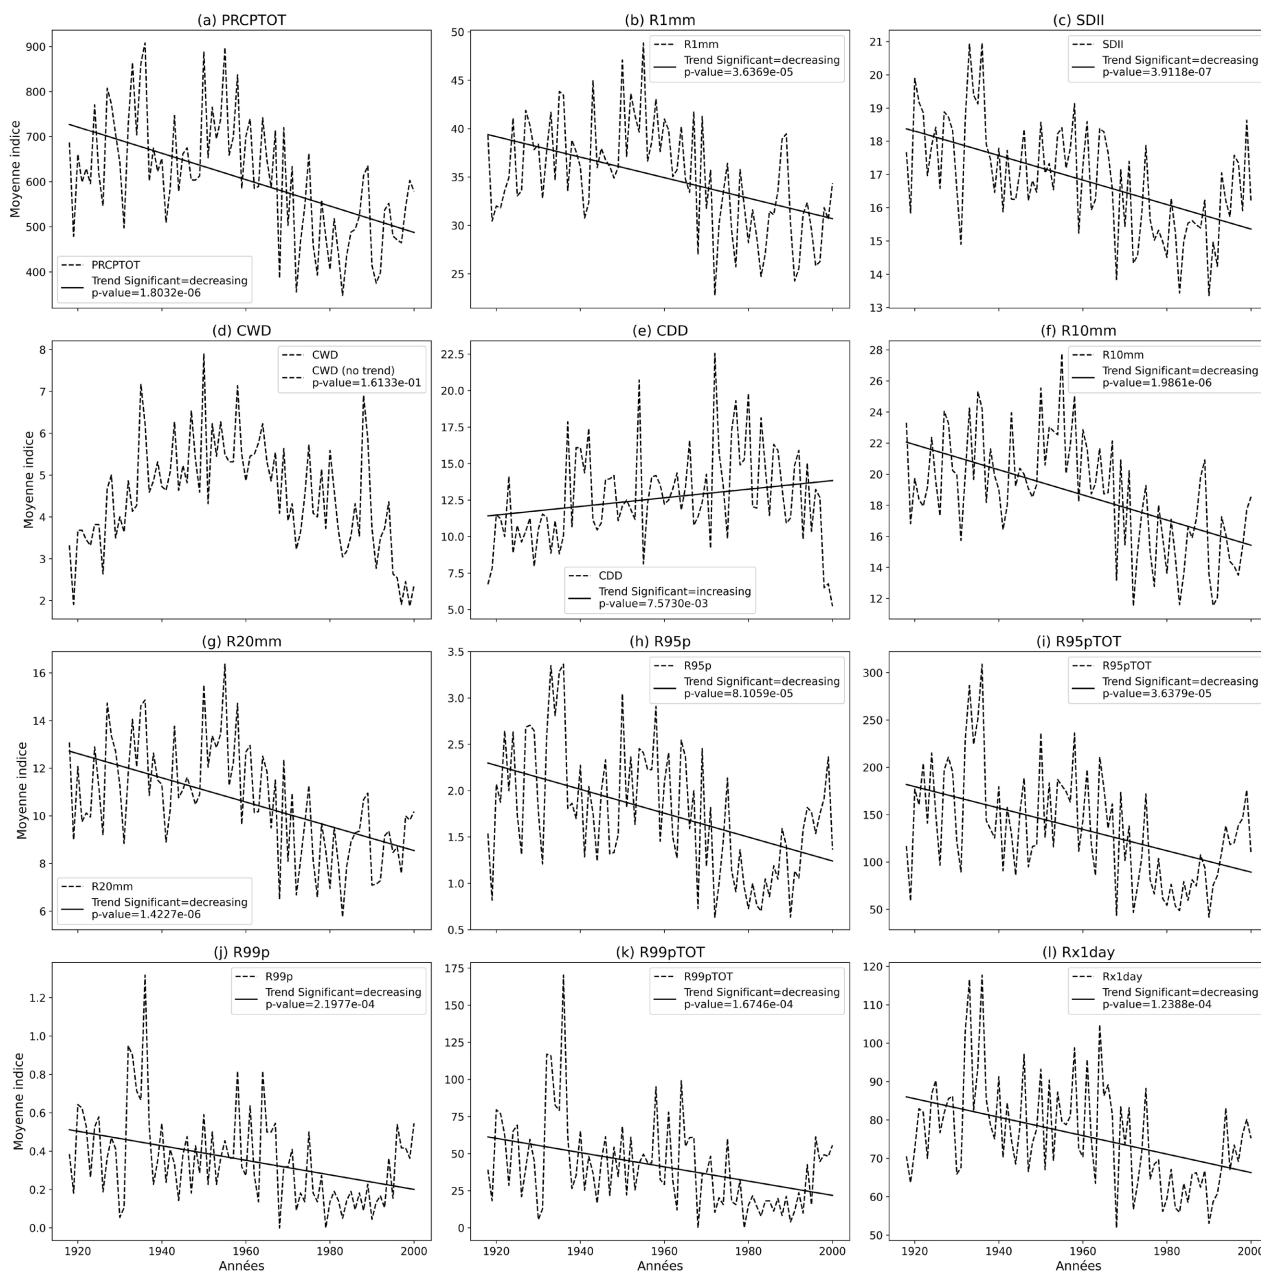 (a) PRCPTOT
Moyenne indice
900
800
700
600
500
400
PRCPTOT
Trend Significant=decreasing
p-value=1.8032e-06
(b) R1mm
50
45
40
35
30
25
R1mm
Trend Significant=decreasing
p-value=3.6369e-05
(c) SDII
21
20
19
18
17
16
15
14
13
SDII
Trend Significant=decreasing
p-value=3.9118e-07
(d) CWD
Moyenne indice
8
7
6
5
4
3
2
CWD
CWD (no trend)
p-value=1.6133e-01
(e) CDD
22.5
20.0
17.5
15.0
12.5
10.0
7.5
5.0
CDD
Trend Significant=increasing
p-value=7.5730e-03
(f) R10mm
28
26
24
22
20
18
16
14
12
R10mm
Trend Significant=decreasing
p-value=1.9861e-06
(g) R20mm
Moyenne indice
16
14
12
10
8
6
R20mm
Trend Significant=decreasing
p-value=1.4227e-06
(h) R95p
3.5
3.0
2.5
2.0
1.5
1.0
0.5
R95p
Trend Significant=decreasing
p-value=8.1059e-05
(i) R95pTOT
300
250
200
150
100
50
R95pTOT
Trend Significant=decreasing
p-value=3.6379e-05
(j) R99p
Moyenne indice
1.2
1.0
0.8
0.6
0.4
0.2
0.0
R99p
Trend Significant=decreasing
p-value=2.1977e-04
1920 1940 1960 1980 2000
Années
(k) R99pTOT
175
150
125
100
75
50
25
0
R99pTOT
Trend Significant=decreasing
p-value=1.6746e-04
1920 1940 1960 1980 2000
Années
(l) Rx1day
120
110
100
90
80
70
60
50
Rx1day
Trend Significant=decreasing
p-value=1.2388e-04
1920 1940 1960 1980 2000
Années